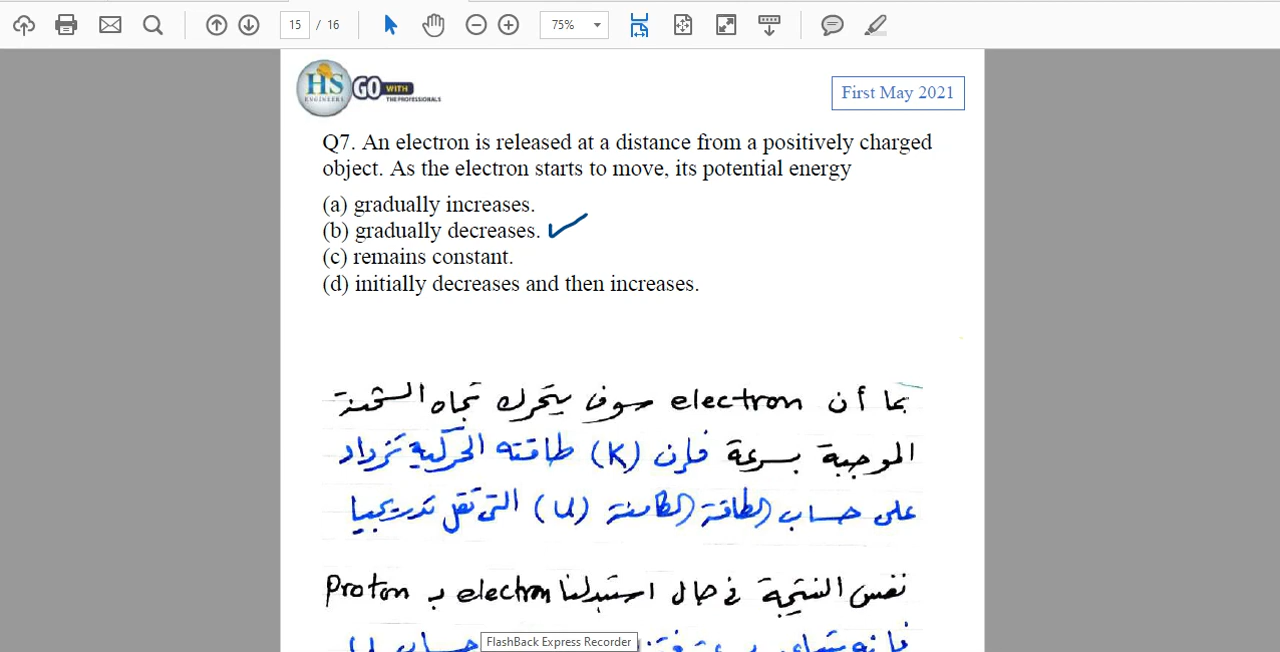 15 / 16
75%
HS
ENGINEERS
GO WITH
THE PROFESSIONALS
First May 2021
Q7. An electron is released at a distance from a positively charged
object. As the electron starts to move, its potential energy
(a) gradually increases.
(b) gradually decreases.
(c) remains constant.
(d) initially decreases and then increases.
بما أن electron سوف يتحرك تجاه الشحنة
الموجبة بسرعة فإن (K) طاقته الحركية تزداد
على حساب الطاقة الكامنة (U) التي تقل تدريجيا
نفس النتيجة في حال استبدلنا electron بـ Proton
FlashBack Express Recorder
حساب